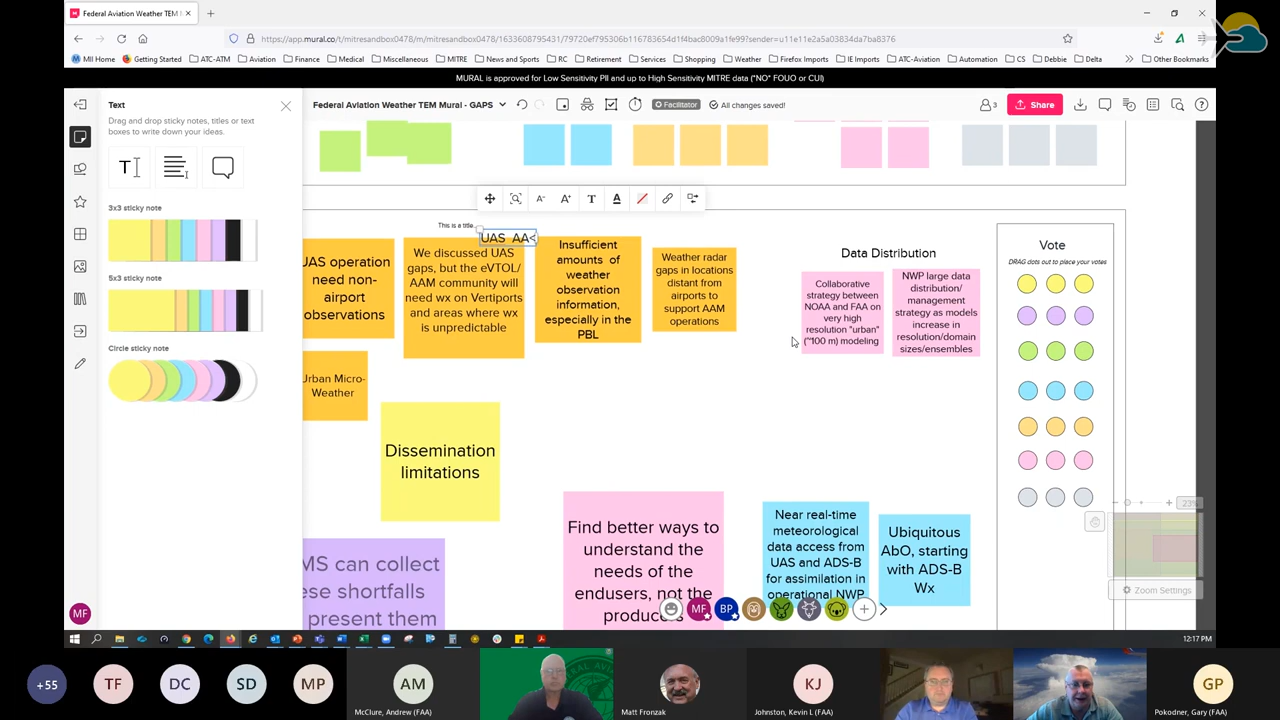 Federal Aviation Weather TEM M
https://app.mural.co/t/mitresandbox0478/m/mitresandbox0478/1633608795431/79720ef795306b116783654d1f4bac8009a1fe99?sender=u11e11e2a5a03834da7ba8376
MII Home
Getting Started
ATC-ATM
Aviation
Finance
Medical
Miscellaneous
MITRE
News and Sports
RC
Retirement
Services
Shopping
Weather
Firefox Imports
IE Imports
ATC-Aviation
Automation
CS
Debbie
Delta
Other Bookmarks
MURAL is approved for Low Sensitivity PII and up to High Sensitivity MITRE data ("NO" FOUO or CUI)
Text
Drag and drop sticky notes, titles or text
boxes to write down your ideas.
3x3 sticky note
5x3 sticky note
Circle sticky note
Federal Aviation Weather TEM Mural - GAPS
Facilitator
All changes saved!
3
Share
This is a title
UAS AA<
UAS operation
need non-
airport
observations
We discussed UAS
gaps, but the eVTOL/
AAM community will
need wx on Vertiports
and areas where wx
is unpredictable
Insufficient
amounts of
weather
observation
information,
especially in the
PBL
Weather radar
gaps in locations
distant from
airports to
support AAM
operations
Data Distribution
Collaborative
strategy between
NOAA and FAA on
very high
resolution "urban"
(~100 m) modeling
NWP large data
distribution/
management
strategy as models
increase in
resolution/domain
sizes/ensembles
Vote
DRAG dots out to place your votes
Urban Micro-
Weather
Dissemination
limitations
MS can collect
ese shortfalls
present them
Find better ways to
understand the
needs of the
endusers, not the
producers
Near real-time
meteorological
data access from
UAS and ADS-B
for assimilation in
operational NWP
Ubiquitous
AbO, starting
with ADS-B
Wx
23%
Zoom Settings
MF
MF
BP
12:17 PM
+55
TF
DC
SD
MP
AM
McClure, Andrew (FAA)
Matt Fronzak
KJ
Johnston, Kevin L (FAA)
GP
Pokodner, Gary (FAA)